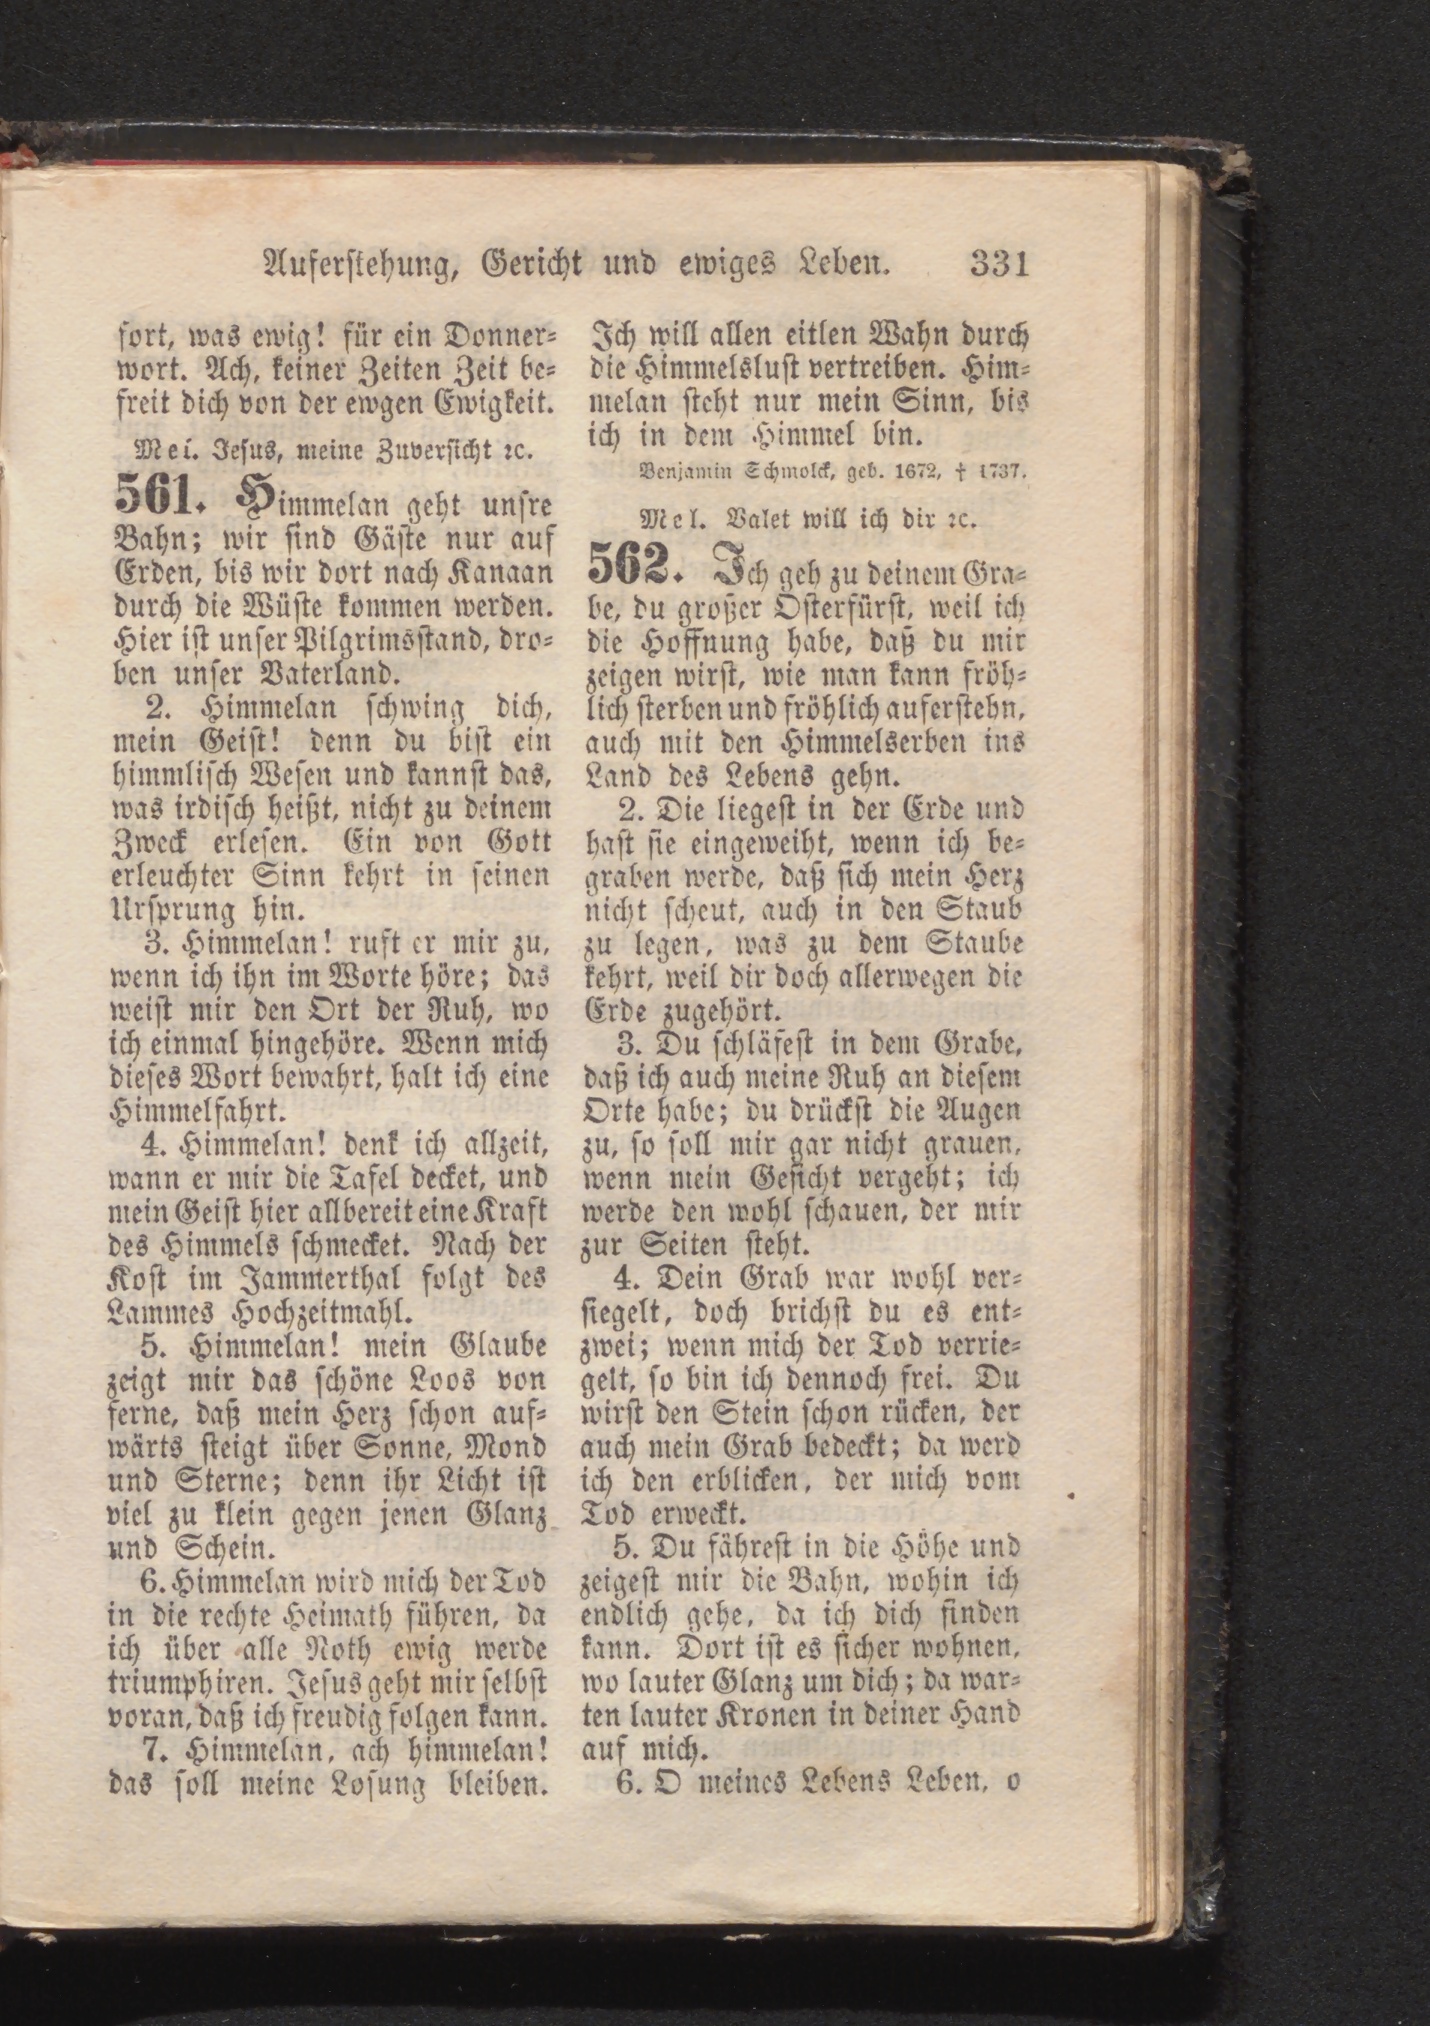 Auferstehung, Gericht und ewiges Leben. 331
fort, was ewig! für ein Donner-
wort. Ach, keiner Zeiten Zeit be-
freit dich von der ewgen Ewigkeit.
Mel. Jesus, meine Zuversicht ꝛc.
561. Himmelan geht unsre
Bahn; wir sind Gäste nur auf
Erden, bis wir dort nach Kanaan
durch die Wüste kommen werden.
Hier ist unser Pilgrimsstand, dro-
ben unser Vaterland.
2. Himmelan schwing dich,
mein Geist! denn du bist ein
himmlisch Wesen und kannst das,
was irdisch heißt, nicht zu deinem
Zweck erlesen. Ein von Gott
erleuchter Sinn kehrt in seinen
Ursprung hin.
3. Himmelan! ruft er mir zu,
wenn ich ihn im Worte höre; das
weist mir den Ort der Ruh, wo
ich einmal hingehöre. Wenn mich
dieses Wort bewahrt, halt ich eine
Himmelfahrt.
4. Himmelan! denk ich allzeit,
wann er mir die Tafel decket, und
mein Geist hier allbereit eine Kraft
des Himmels schmecket. Nach der
Kost im Jammerthal folgt des
Lammes Hochzeitmahl.
5. Himmelan! mein Glaube
zeigt mir das schöne Loos von
ferne, daß mein Herz schon auf-
wärts steigt über Sonne, Mond
und Sterne; denn ihr Licht ist
viel zu klein gegen jenen Glanz
und Schein.
6. Himmelan wird mich der Tod
in die rechte Heimath führen, da
ich über alle Noth ewig werde
triumphiren. Jesus geht mir selbst
voran, daß ich freudig folgen kann.
7. Himmelan, ach himmelan!
das soll meine Losung bleiben.
Ich will allen eitlen Wahn durch
die Himmelslust vertreiben. Him-
melan steht nur mein Sinn, bis
ich in dem Himmel bin.
Benjamin Schmolck, geb. 1672, † 1737.
Mel. Valet will ich dir ꝛc.
562. Ich geh zu deinem Gra-
be, du großer Osterfürst, weil ich
die Hoffnung habe, daß du mir
zeigen wirst, wie man kann fröh-
lich sterben und fröhlich auferstehn,
auch mit den Himmelserben ins
Land des Lebens gehn.
2. Die liegest in der Erde und
hast sie eingeweiht, wenn ich be-
graben werde, daß sich mein Herz
nicht scheut, auch in den Staub
zu legen, was zu dem Staube
kehrt, weil dir doch allerwegen die
Erde zugehört.
3. Du schläfest in dem Grabe,
daß ich auch meine Ruh an diesem
Orte habe; du drückst die Augen
zu, so soll mir gar nicht grauen,
wenn mein Gesicht vergeht; ich
werde den wohl schauen, der mir
zur Seiten steht.
4. Dein Grab war wohl ver-
siegelt, doch brichst du es ent-
zwei; wenn mich der Tod verrie-
gelt, so bin ich dennoch frei. Du
wirst den Stein schon rücken, der
auch mein Grab bedeckt; da werd
ich den erblicken, der mich vom
Tod erweckt.
5. Du fährest in die Höhe und
zeigest mir die Bahn, wohin ich
endlich gehe, da ich dich finden
kann. Dort ist es sicher wohnen,
wo lauter Glanz um dich; da war-
ten lauter Kronen in deiner Hand
auf mich.
6. O meines Lebens Leben, o